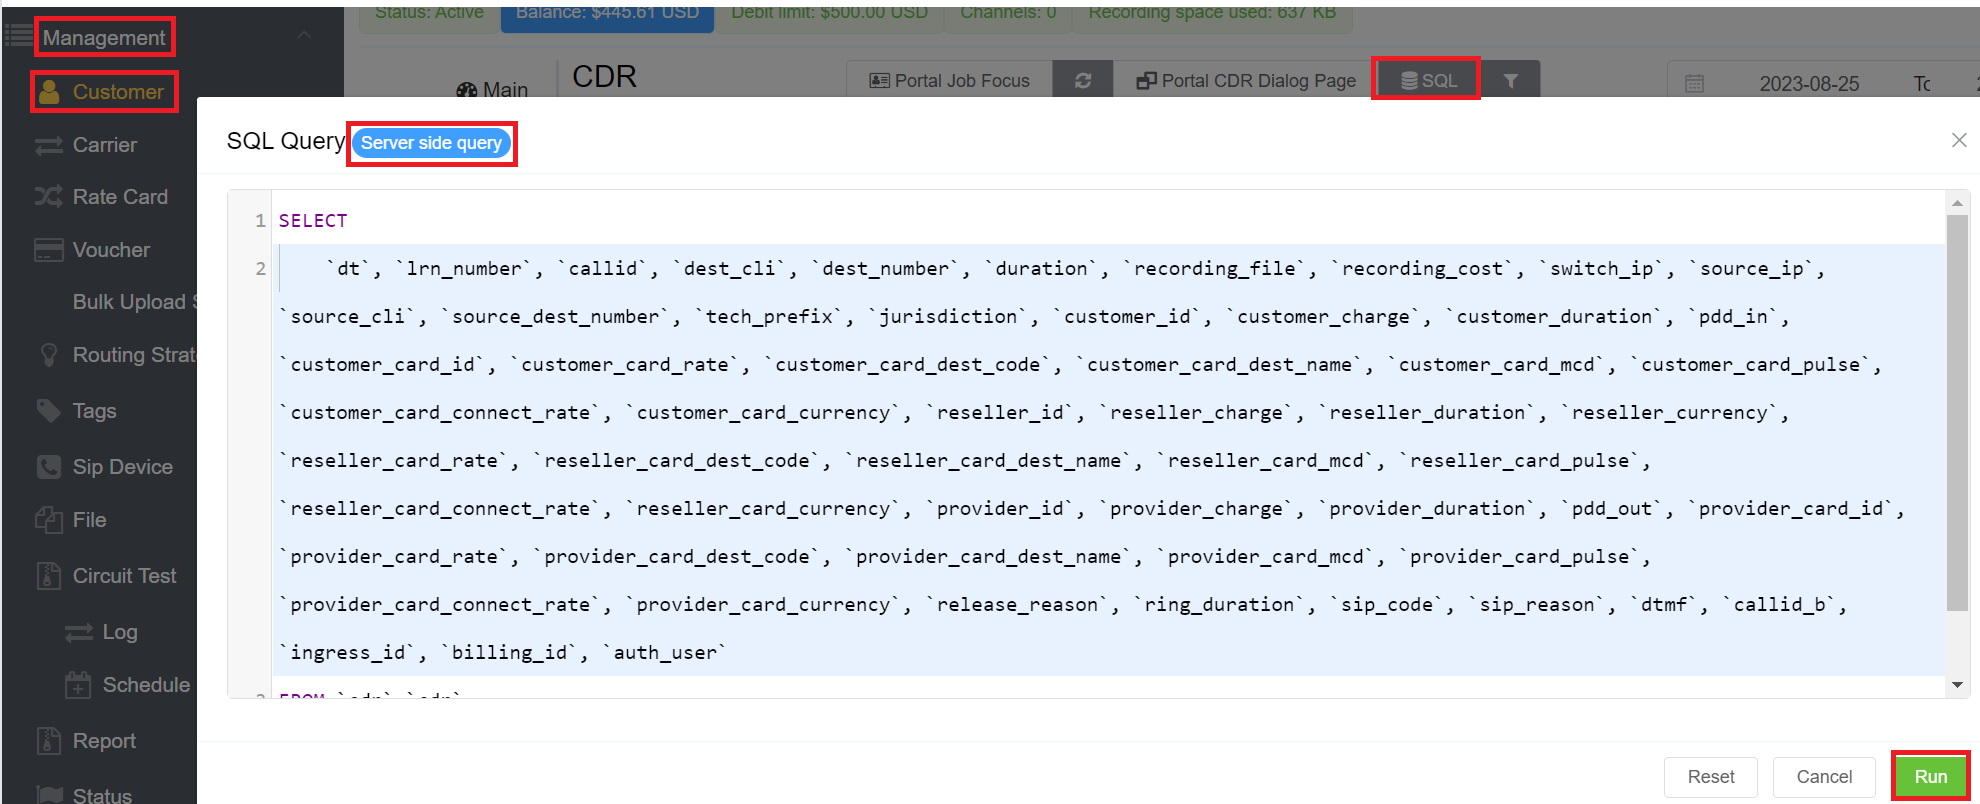 Status: Active Balance: $445.61 USD Debit limit: $500.00 USD Channels: 0 Recording space used: 637 KB
Management
Customer
Carrier
Rate Card
Voucher
Bulk Upload
Routing
Tags
Sip Device
File
Circuit Test
Log
Schedule
Report
Status
Main CDR Portal Job Focus Portal CDR Dialog Page SQL 2023-08-25 To
SQL Query Server side query
1 SELECT
2 `dt`, `lrn_number`, `callid`, `dest_cli`, `dest_number`, `duration`, `recording_file`, `recording_cost`, `switch_ip`, `source_ip`,
`source_cli`, `source_dest_number`, `tech_prefix`, `jurisdiction`, `customer_id`, `customer_charge`, `customer_duration`, `pdd_in`,
`customer_card_id`, `customer_card_rate`, `customer_card_dest_code`, `customer_card_dest_name`, `customer_card_mcd`, `customer_card_pulse`,
`customer_card_connect_rate`, `customer_card_currency`, `reseller_id`, `reseller_charge`, `reseller_duration`, `reseller_currency`,
`reseller_card_rate`, `reseller_card_dest_code`, `reseller_card_dest_name`, `reseller_card_mcd`, `reseller_card_pulse`,
`reseller_card_connect_rate`, `reseller_card_currency`, `provider_id`, `provider_charge`, `provider_duration`, `pdd_out`, `provider_card_id`,
`provider_card_rate`, `provider_card_dest_code`, `provider_card_dest_name`, `provider_card_mcd`, `provider_card_pulse`,
`provider_card_connect_rate`, `provider_card_currency`, `release_reason`, `ring_duration`, `sip_code`, `sip_reason`, `dtmf`, `callid_b`,
`ingress_id`, `billing_id`, `auth_user`
3 FROM `cdr` `cdr`
Reset Cancel Run